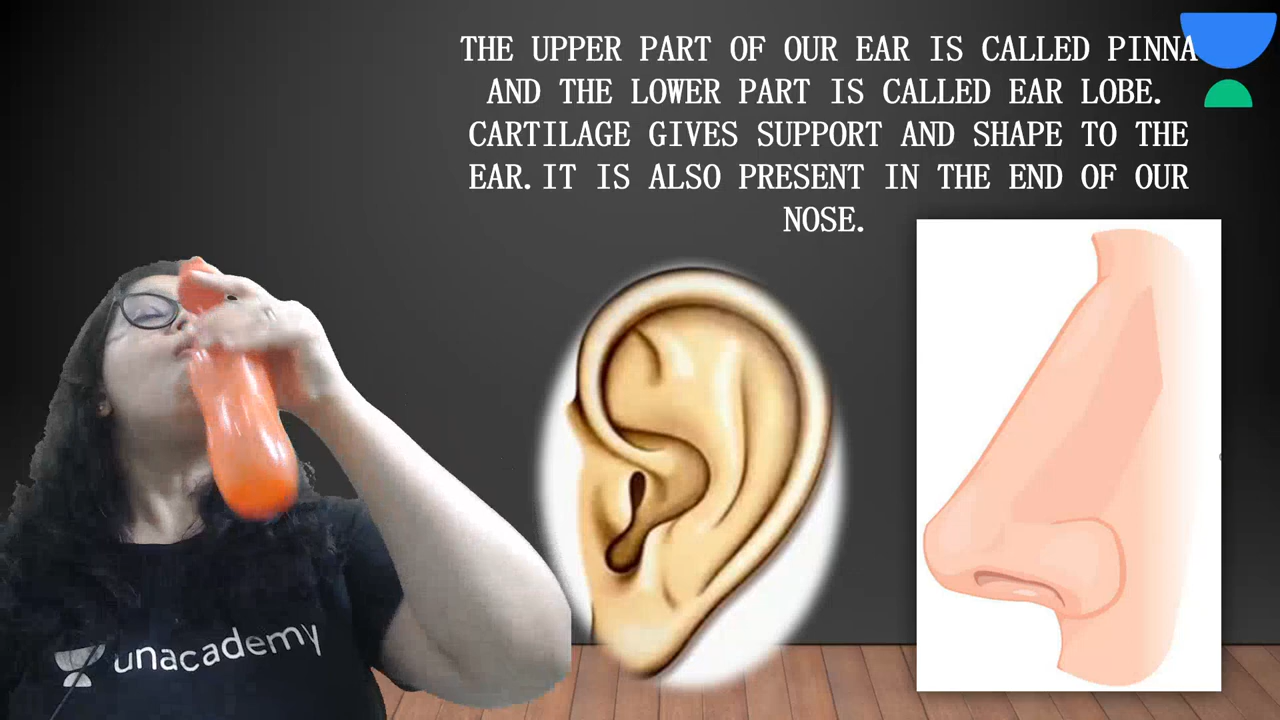 THE UPPER PART OF OUR EAR IS CALLED PINNA
AND THE LOWER PART IS CALLED EAR LOBE.
CARTILAGE GIVES SUPPORT AND SHAPE TO THE
EAR.IT IS ALSO PRESENT IN THE END OF OUR
NOSE.
unacademy